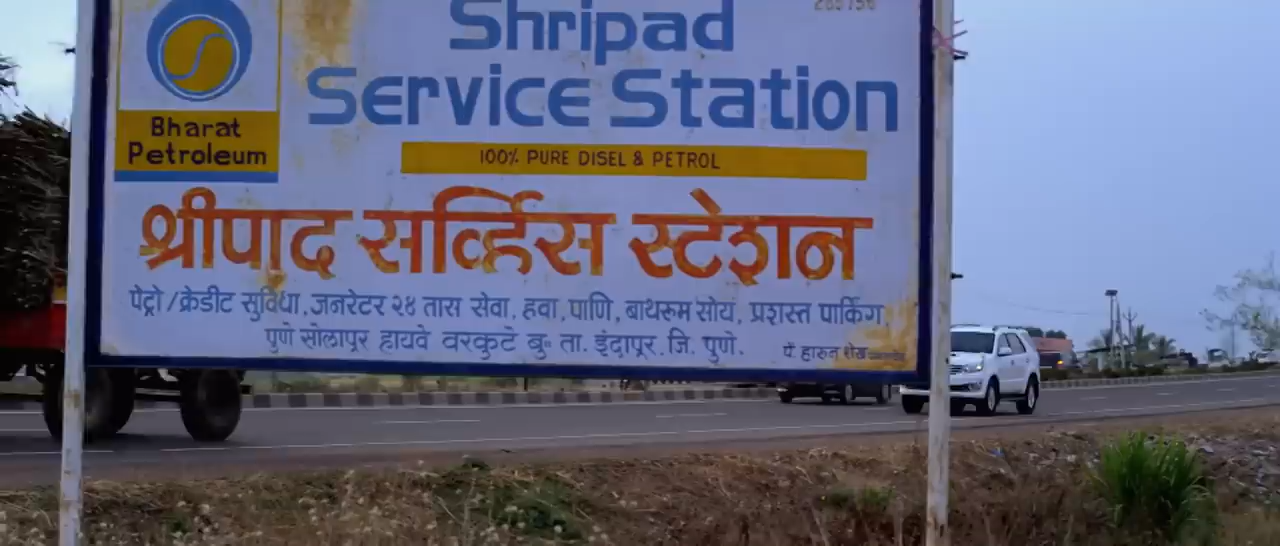 Shripad
Service Station
Bharat
Petroleum
100% PURE DISEL & PETROL
श्रीपाद सर्व्हिस स्टेशन
पेट्रो/क्रेडीट सुविधा, जनरेटर २४ तास सेवा, हवा, पाणि, बाथरूम सोय, प्रशस्त पार्किंग,
पुणे सोलापूर हायवे वरकुटे बु॥ ता. इंदापूर. जि. पुणे.
पें. हारुन शेख